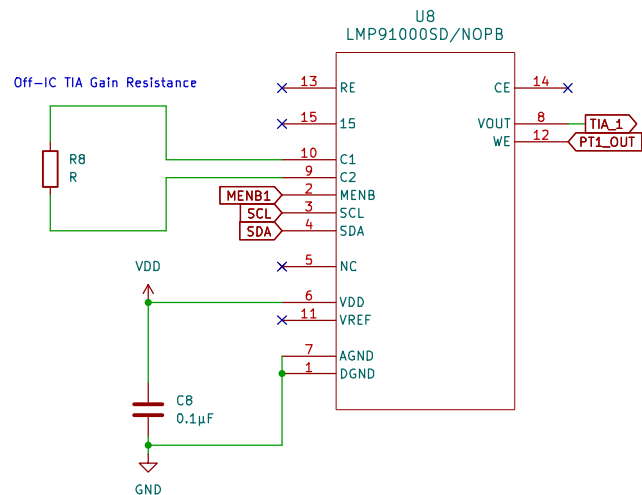 U8
LMP91000SD/NOPB
Off-IC TIA Gain Resistance
13 RE
CE 14
15 15
VOUT 8 TIA_1
WE 12 PT1_OUT
10 C1
R8
R
9 C2
MENB1 2 MENB
SCL 3 SCL
SDA 4 SDA
5 NC
VDD
6 VDD
11 VREF
7 AGND
1 DGND
C8
0.1µF
GND